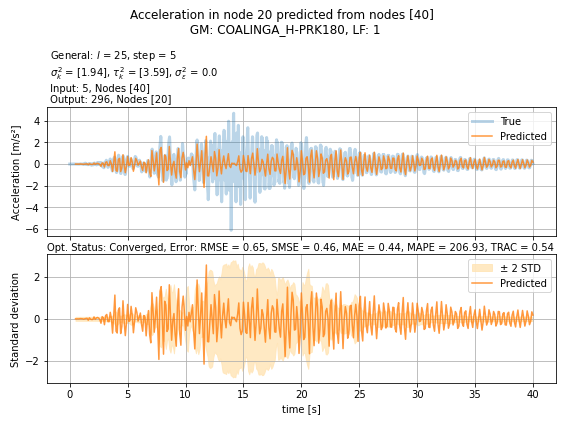 Acceleration in node 20 predicted from nodes [40]
GM: COALINGA_H-PRK180, LF: 1
General: l = 25, step = 5
σ²ₖ = [1.94], τ²ₖ = [3.59], σ²ε = 0.0
Input: 5, Nodes [40]
Output: 296, Nodes [20]
Acceleration [m/s²]
4
2
0
−2
−4
−6
True
Predicted
Opt. Status: Converged, Error: RMSE = 0.65, SMSE = 0.46, MAE = 0.44, MAPE = 206.93, TRAC = 0.54
Standard deviation
2
0
−2
± 2 STD
Predicted
0 5 10 15 20 25 30 35 40
time [s]